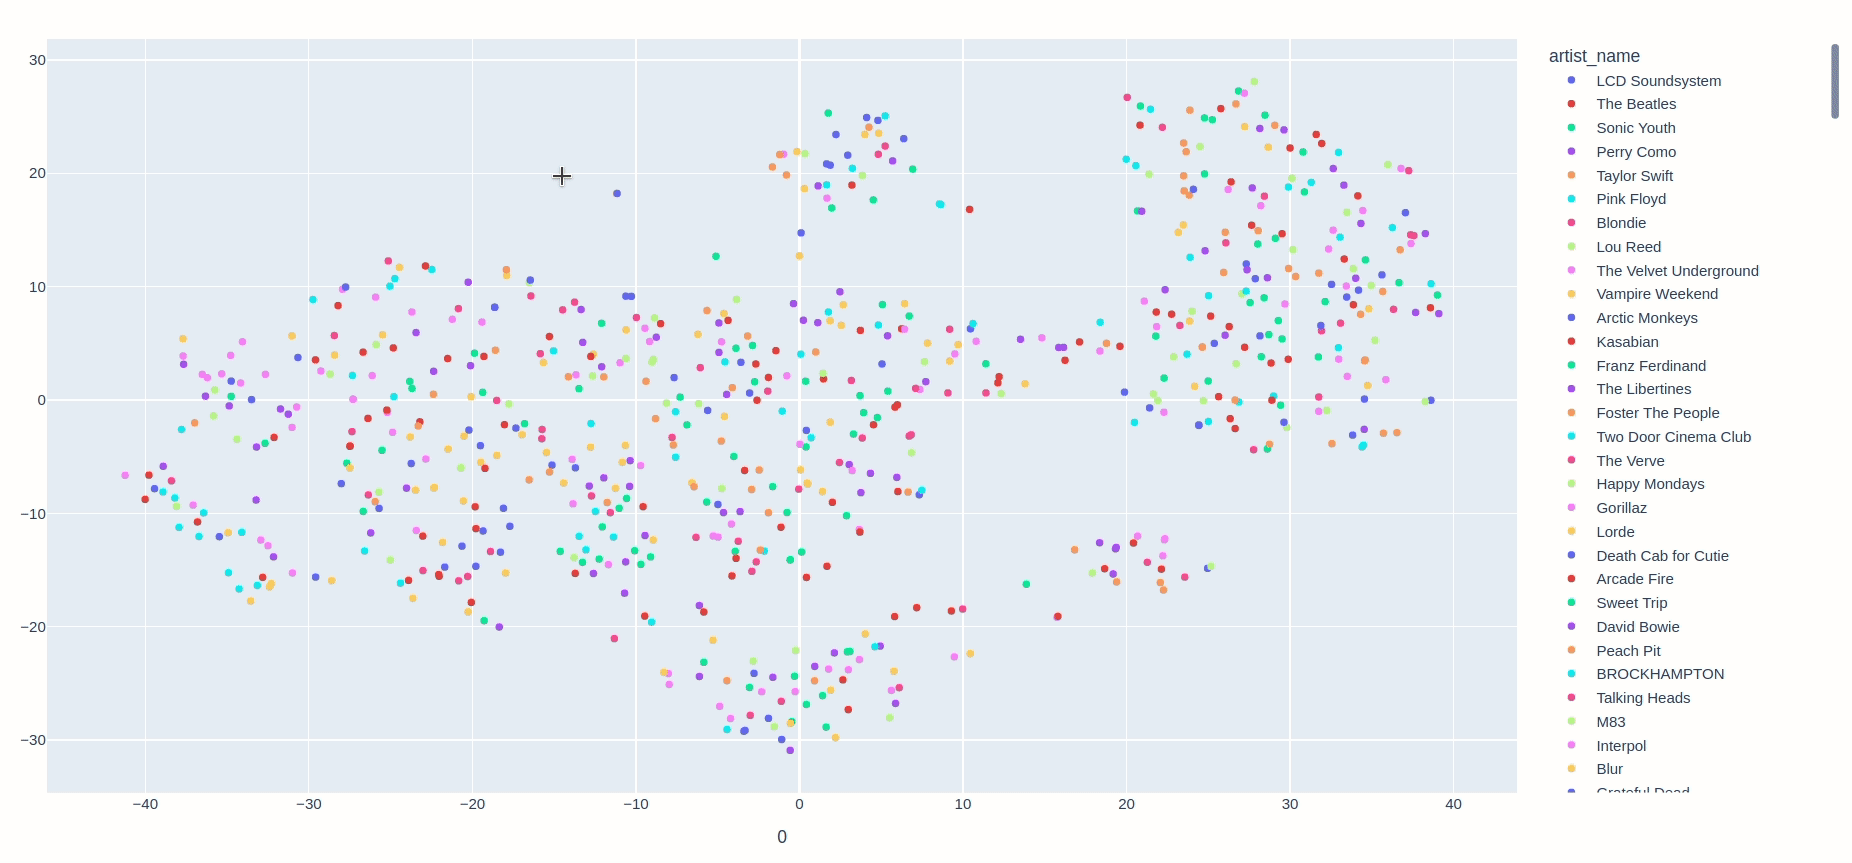 30
20
10
0
−10
−20
−30
−40
−30
−20
−10
0
10
20
30
40
0
artist_name
LCD Soundsystem
The Beatles
Sonic Youth
Perry Como
Taylor Swift
Pink Floyd
Blondie
Lou Reed
The Velvet Underground
Vampire Weekend
Arctic Monkeys
Kasabian
Franz Ferdinand
The Libertines
Foster The People
Two Door Cinema Club
The Verve
Happy Mondays
Gorillaz
Lorde
Death Cab for Cutie
Arcade Fire
Sweet Trip
David Bowie
Peach Pit
BROCKHAMPTON
Talking Heads
M83
Interpol
Blur
Grateful Dead